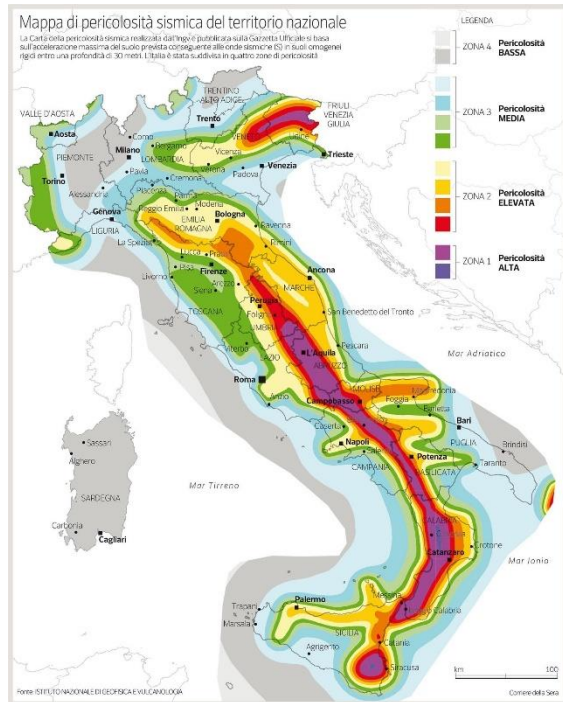 Mappa di pericolosità sismica del territorio nazionale
La Carta della pericolosità sismica realizzata dall'Ingv e pubblicata sulla Gazzetta Ufficiale si basa
sull'accelerazione massima del suolo prevista conseguente alle onde sismiche (S) in suoli omogenei
rigidi entro una profondità di 30 metri. L'Italia è stata suddivisa in quattro zone di pericolosità
LEGENDA
ZONA 4 Pericolosità
BASSA
ZONA 3 Pericolosità
MEDIA
ZONA 2 Pericolosità
ELEVATA
ZONA 1 Pericolosità
ALTA
TRENTINO
ALTO ADIGE
FRIULI
VENEZIA
GIULIA
VALLE D'AOSTA
Aosta
Trento
Udine
Como
Bergamo
Milano
LOMBARDIA
Vicenza
Trieste
PIEMONTE
Verona
Venezia
Torino
Pavia
Padova
Cremona
Alessandria
Piacenza
Parma
Modena
Genova
Reggio Emilia
Bologna
LIGURIA
EMILIA
ROMAGNA
Ravenna
La Spezia
Rimini
Lucca
Pisa
Firenze
Livorno
Arezzo
Ancona
Siena
MARCHE
TOSCANA
Perugia
Foligno
San Benedetto del Tronto
UMBRIA
Viterbo
L'Aquila
Pescara
LAZIO
ABRUZZO
Mar Adriatico
Roma
MOLISE
Manfredonia
Anzio
Campobasso
Foggia
Barletta
Caserta
Bari
Napoli
PUGLIA
Brindisi
Potenza
CAMPANIA
BASILICATA
Taranto
Sassari
Alghero
Mar Tirreno
SARDEGNA
Carbonia
Cagliari
CALABRIA
Crotone
Catanzaro
Mar Ionio
Messina
Palermo
Reggio Calabria
Trapani
Marsala
SICILIA
Catania
Agrigento
Siracusa
km 100
Fonte: ISTITUTO NAZIONALE DI GEOFISICA E VULCANOLOGIA
Corriere della Sera